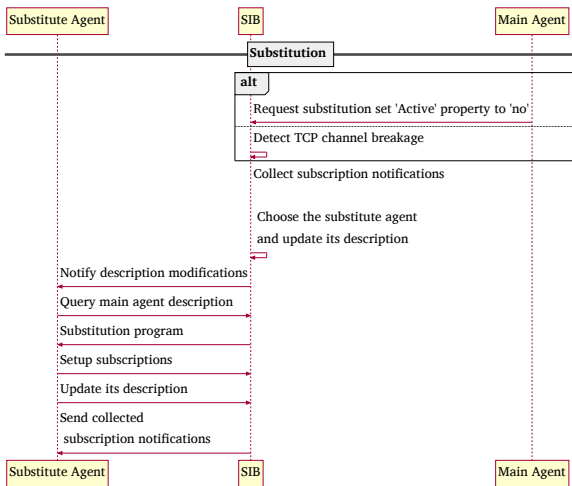 Substitute Agent
SIB
Main Agent
Substitution
alt
Request substitution set 'Active' property to 'no'
Detect TCP channel breakage
Collect subscription notifications
Choose the substitute agent
and update its description
Notify description modifications
Query main agent description
Substitution program
Setup subscriptions
Update its description
Send collected
subscription notifications
Substitute Agent
SIB
Main Agent